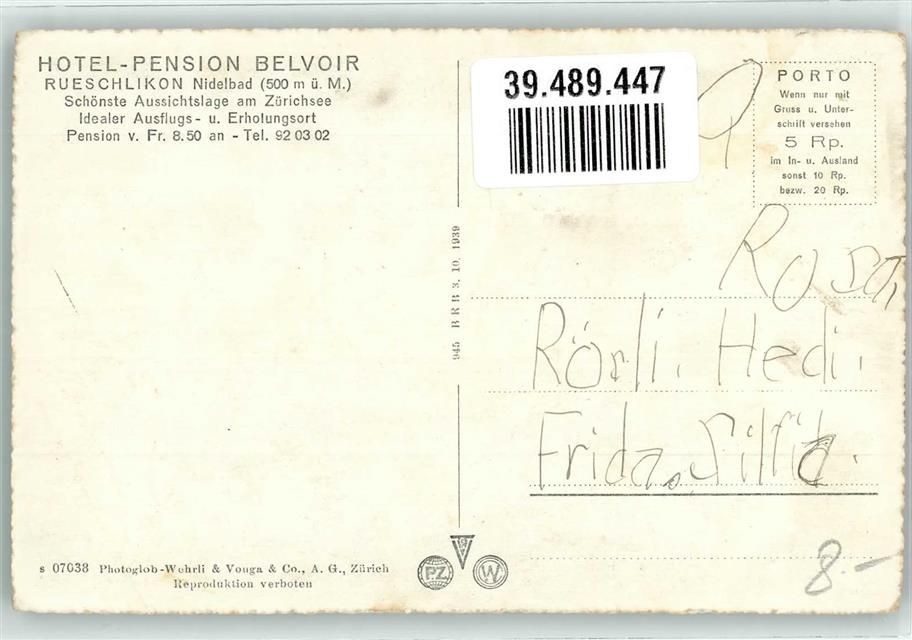 HOTEL-PENSION BELVOIR
RUESCHLIKON Nidelbad (500 m ü. M.)
Schönste Aussichtslage am Zürichsee
Idealer Ausflugs- u. Erholungsort
Pension v. Fr. 8.50 an - Tel. 92 03 02
39.489.447
PORTO
Wenn nur mit
Gruss u. Unter-
schrift versehen
5 Rp.
im In- u. Ausland
sonst 10 Rp.
bezw. 20 Rp.
945 BRB 3. 10. 1939
Rosa,
Rörli. Hedi.
Frida,
8.-
s 07038 Photoglob-Wehrli & Vouga & Co., A. G., Zürich
Reproduktion verboten
PZ
W